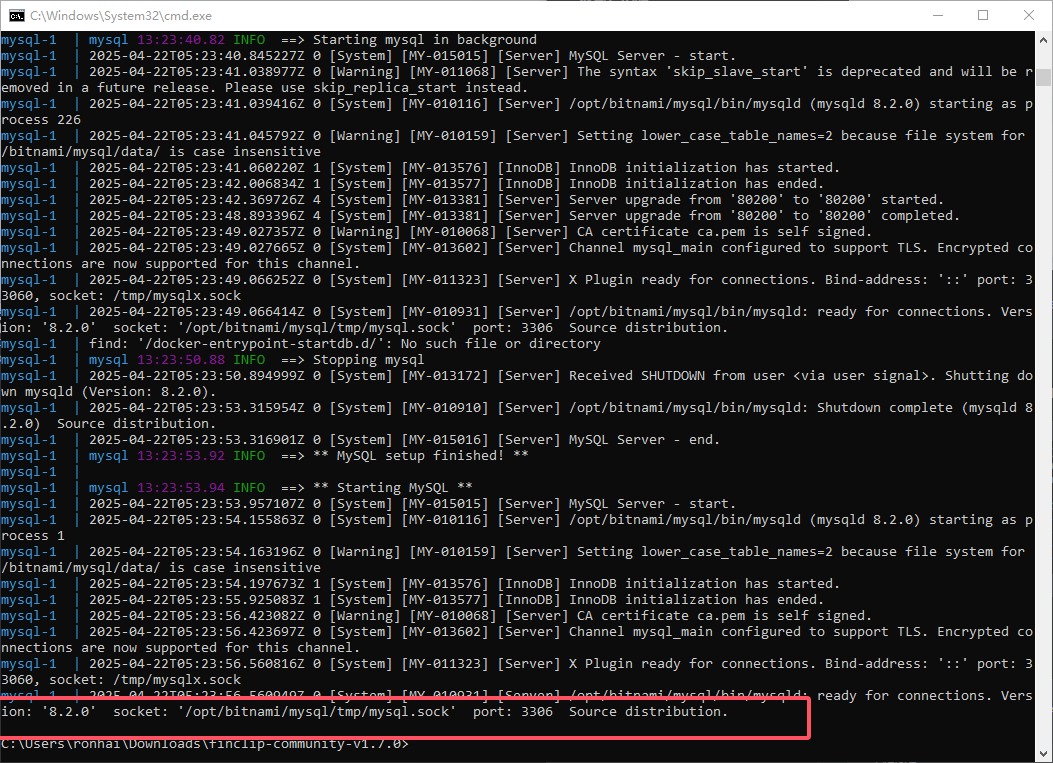 C:\Windows\System32\cmd.exe
mysql-1  | mysql 13:23:40.82 INFO  ==> Starting mysql in background
mysql-1  | 2025-04-22T05:23:40.845227Z 0 [System] [MY-015015] [Server] MySQL Server - start.
mysql-1  | 2025-04-22T05:23:41.038977Z 0 [Warning] [MY-011068] [Server] The syntax 'skip_slave_start' is deprecated and will be r
emoved in a future release. Please use skip_replica_start instead.
mysql-1  | 2025-04-22T05:23:41.039416Z 0 [System] [MY-010116] [Server] /opt/bitnami/mysql/bin/mysqld (mysqld 8.2.0) starting as p
rocess 226
mysql-1  | 2025-04-22T05:23:41.045792Z 0 [Warning] [MY-010159] [Server] Setting lower_case_table_names=2 because file system for
/bitnami/mysql/data/ is case insensitive
mysql-1  | 2025-04-22T05:23:41.060220Z 1 [System] [MY-013576] [InnoDB] InnoDB initialization has started.
mysql-1  | 2025-04-22T05:23:42.006834Z 1 [System] [MY-013577] [InnoDB] InnoDB initialization has ended.
mysql-1  | 2025-04-22T05:23:42.369726Z 4 [System] [MY-013381] [Server] Server upgrade from '80200' to '80200' started.
mysql-1  | 2025-04-22T05:23:48.893396Z 4 [System] [MY-013381] [Server] Server upgrade from '80200' to '80200' completed.
mysql-1  | 2025-04-22T05:23:49.027357Z 0 [Warning] [MY-010068] [Server] CA certificate ca.pem is self signed.
mysql-1  | 2025-04-22T05:23:49.027665Z 0 [System] [MY-013602] [Server] Channel mysql_main configured to support TLS. Encrypted co
nnections are now supported for this channel.
mysql-1  | 2025-04-22T05:23:49.066252Z 0 [System] [MY-011323] [Server] X Plugin ready for connections. Bind-address: '::' port: 3
3060, socket: /tmp/mysqlx.sock
mysql-1  | 2025-04-22T05:23:49.066414Z 0 [System] [MY-010931] [Server] /opt/bitnami/mysql/bin/mysqld: ready for connections. Vers
ion: '8.2.0'  socket: '/opt/bitnami/mysql/tmp/mysql.sock'  port: 3306  Source distribution.
mysql-1  | find: '/docker-entrypoint-startdb.d/': No such file or directory
mysql-1  | mysql 13:23:50.88 INFO  ==> Stopping mysql
mysql-1  | 2025-04-22T05:23:50.894999Z 0 [System] [MY-013172] [Server] Received SHUTDOWN from user <via user signal>. Shutting do
wn mysqld (Version: 8.2.0).
mysql-1  | 2025-04-22T05:23:53.315954Z 0 [System] [MY-010910] [Server] /opt/bitnami/mysql/bin/mysqld: Shutdown complete (mysqld 8
.2.0)  Source distribution.
mysql-1  | 2025-04-22T05:23:53.316901Z 0 [System] [MY-015016] [Server] MySQL Server - end.
mysql-1  | mysql 13:23:53.92 INFO  ==> ** MySQL setup finished! **
mysql-1  |
mysql-1  | mysql 13:23:53.94 INFO  ==> ** Starting MySQL **
mysql-1  | 2025-04-22T05:23:53.957107Z 0 [System] [MY-015015] [Server] MySQL Server - start.
mysql-1  | 2025-04-22T05:23:54.155863Z 0 [System] [MY-010116] [Server] /opt/bitnami/mysql/bin/mysqld (mysqld 8.2.0) starting as p
rocess 1
mysql-1  | 2025-04-22T05:23:54.163196Z 0 [Warning] [MY-010159] [Server] Setting lower_case_table_names=2 because file system for
/bitnami/mysql/data/ is case insensitive
mysql-1  | 2025-04-22T05:23:54.197673Z 1 [System] [MY-013576] [InnoDB] InnoDB initialization has started.
mysql-1  | 2025-04-22T05:23:55.925083Z 1 [System] [MY-013577] [InnoDB] InnoDB initialization has ended.
mysql-1  | 2025-04-22T05:23:56.423082Z 0 [Warning] [MY-010068] [Server] CA certificate ca.pem is self signed.
mysql-1  | 2025-04-22T05:23:56.423697Z 0 [System] [MY-013602] [Server] Channel mysql_main configured to support TLS. Encrypted co
nnections are now supported for this channel.
mysql-1  | 2025-04-22T05:23:56.560816Z 0 [System] [MY-011323] [Server] X Plugin ready for connections. Bind-address: '::' port: 3
3060, socket: /tmp/mysqlx.sock
mysql-1  | 2025-04-22T05:23:56.560949Z 0 [System] [MY-010931] [Server] /opt/bitnami/mysql/bin/mysqld: ready for connections. Vers
ion: '8.2.0'  socket: '/opt/bitnami/mysql/tmp/mysql.sock'  port: 3306  Source distribution.
C:\Users\ronhai\Downloads\finclip-community-v1.7.0>